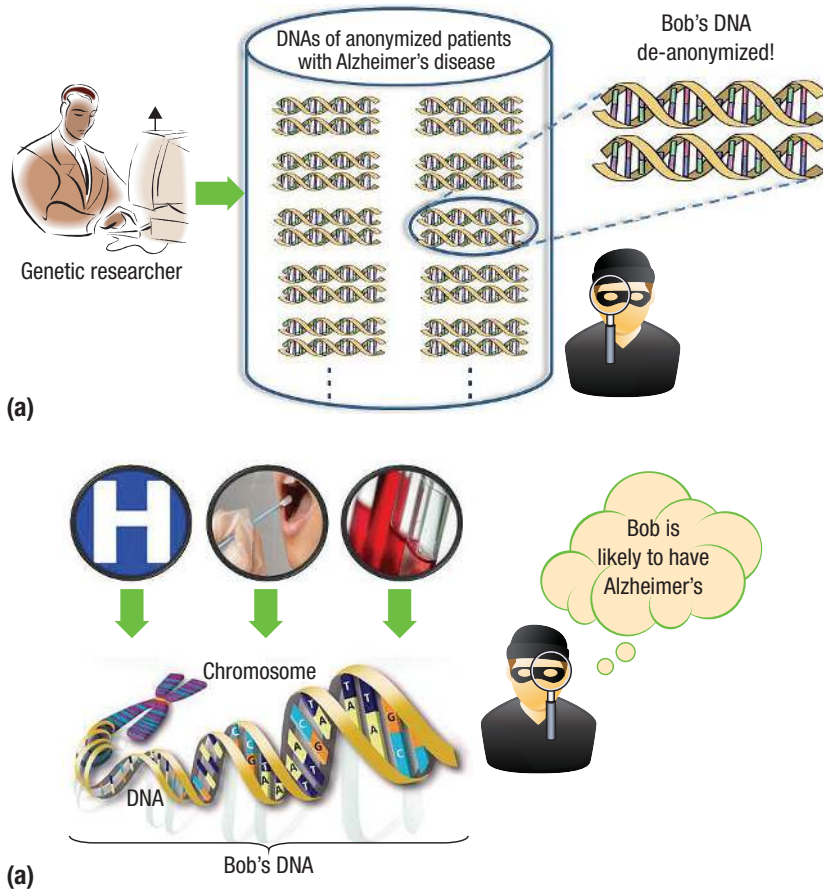 DNAs of anonymized patients
with Alzheimer's disease
Bob's DNA
de-anonymized!
Genetic researcher
(a)
H
Bob is
likely to have
Alzheimer's
Chromosome
DNA
Bob's DNA
(a)